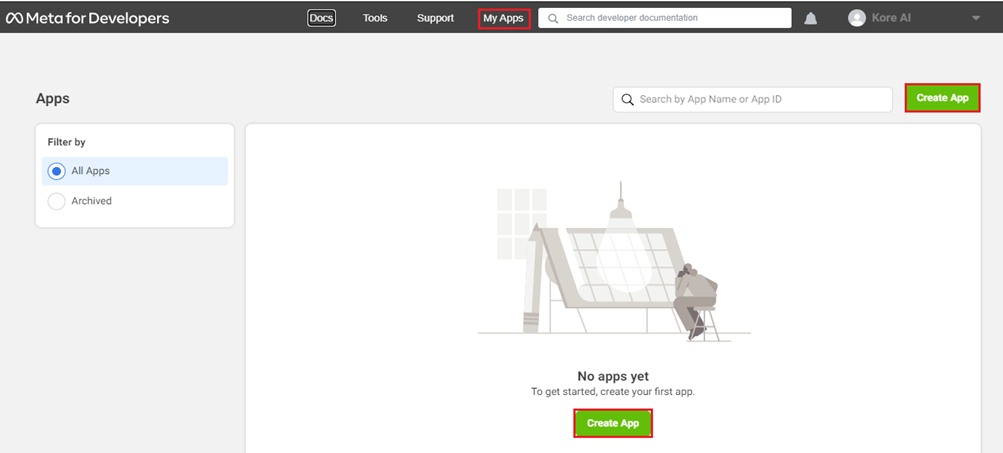 Meta for Developers
Docs
Tools
Support
My Apps
Search developer documentation
Kore AI
Apps
Search by App Name or App ID
Create App
Filter by
All Apps
Archived
No apps yet
To get started, create your first app.
Create App